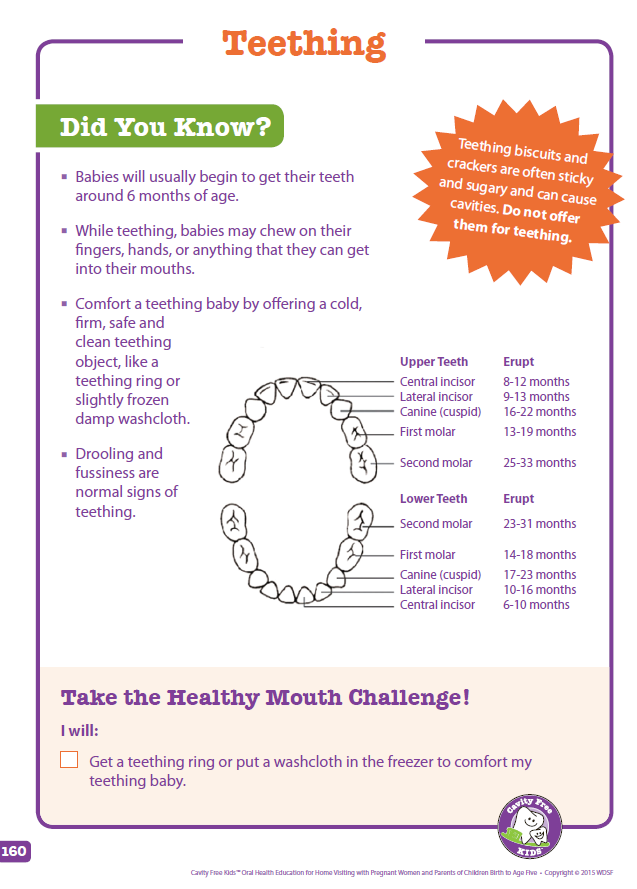 Teething
Did You Know?
Teething biscuits and
crackers are often sticky
and sugary and can cause
cavities. Do not offer
them for teething.
▪ Babies will usually begin to get their teeth
around 6 months of age.
▪ While teething, babies may chew on their
fingers, hands, or anything that they can get
into their mouths.
▪ Comfort a teething baby by offering a cold,
firm, safe and
clean teething
object, like a
teething ring or
slightly frozen
damp washcloth.
▪ Drooling and
fussiness are
normal signs of
teething.
Upper Teeth Erupt
Central incisor 8-12 months
Lateral incisor 9-13 months
Canine (cuspid) 16-22 months
First molar 13-19 months
Second molar 25-33 months
Lower Teeth Erupt
Second molar 23-31 months
First molar 14-18 months
Canine (cuspid) 17-23 months
Lateral incisor 10-16 months
Central incisor 6-10 months
Take the Healthy Mouth Challenge!
I will:
Get a teething ring or put a washcloth in the freezer to comfort my
teething baby.
Cavity Free
KIDS
160
Cavity Free Kids™ Oral Health Education for Home Visiting with Pregnant Women and Parents of Children Birth to Age Five • Copyright © 2015 WDSF